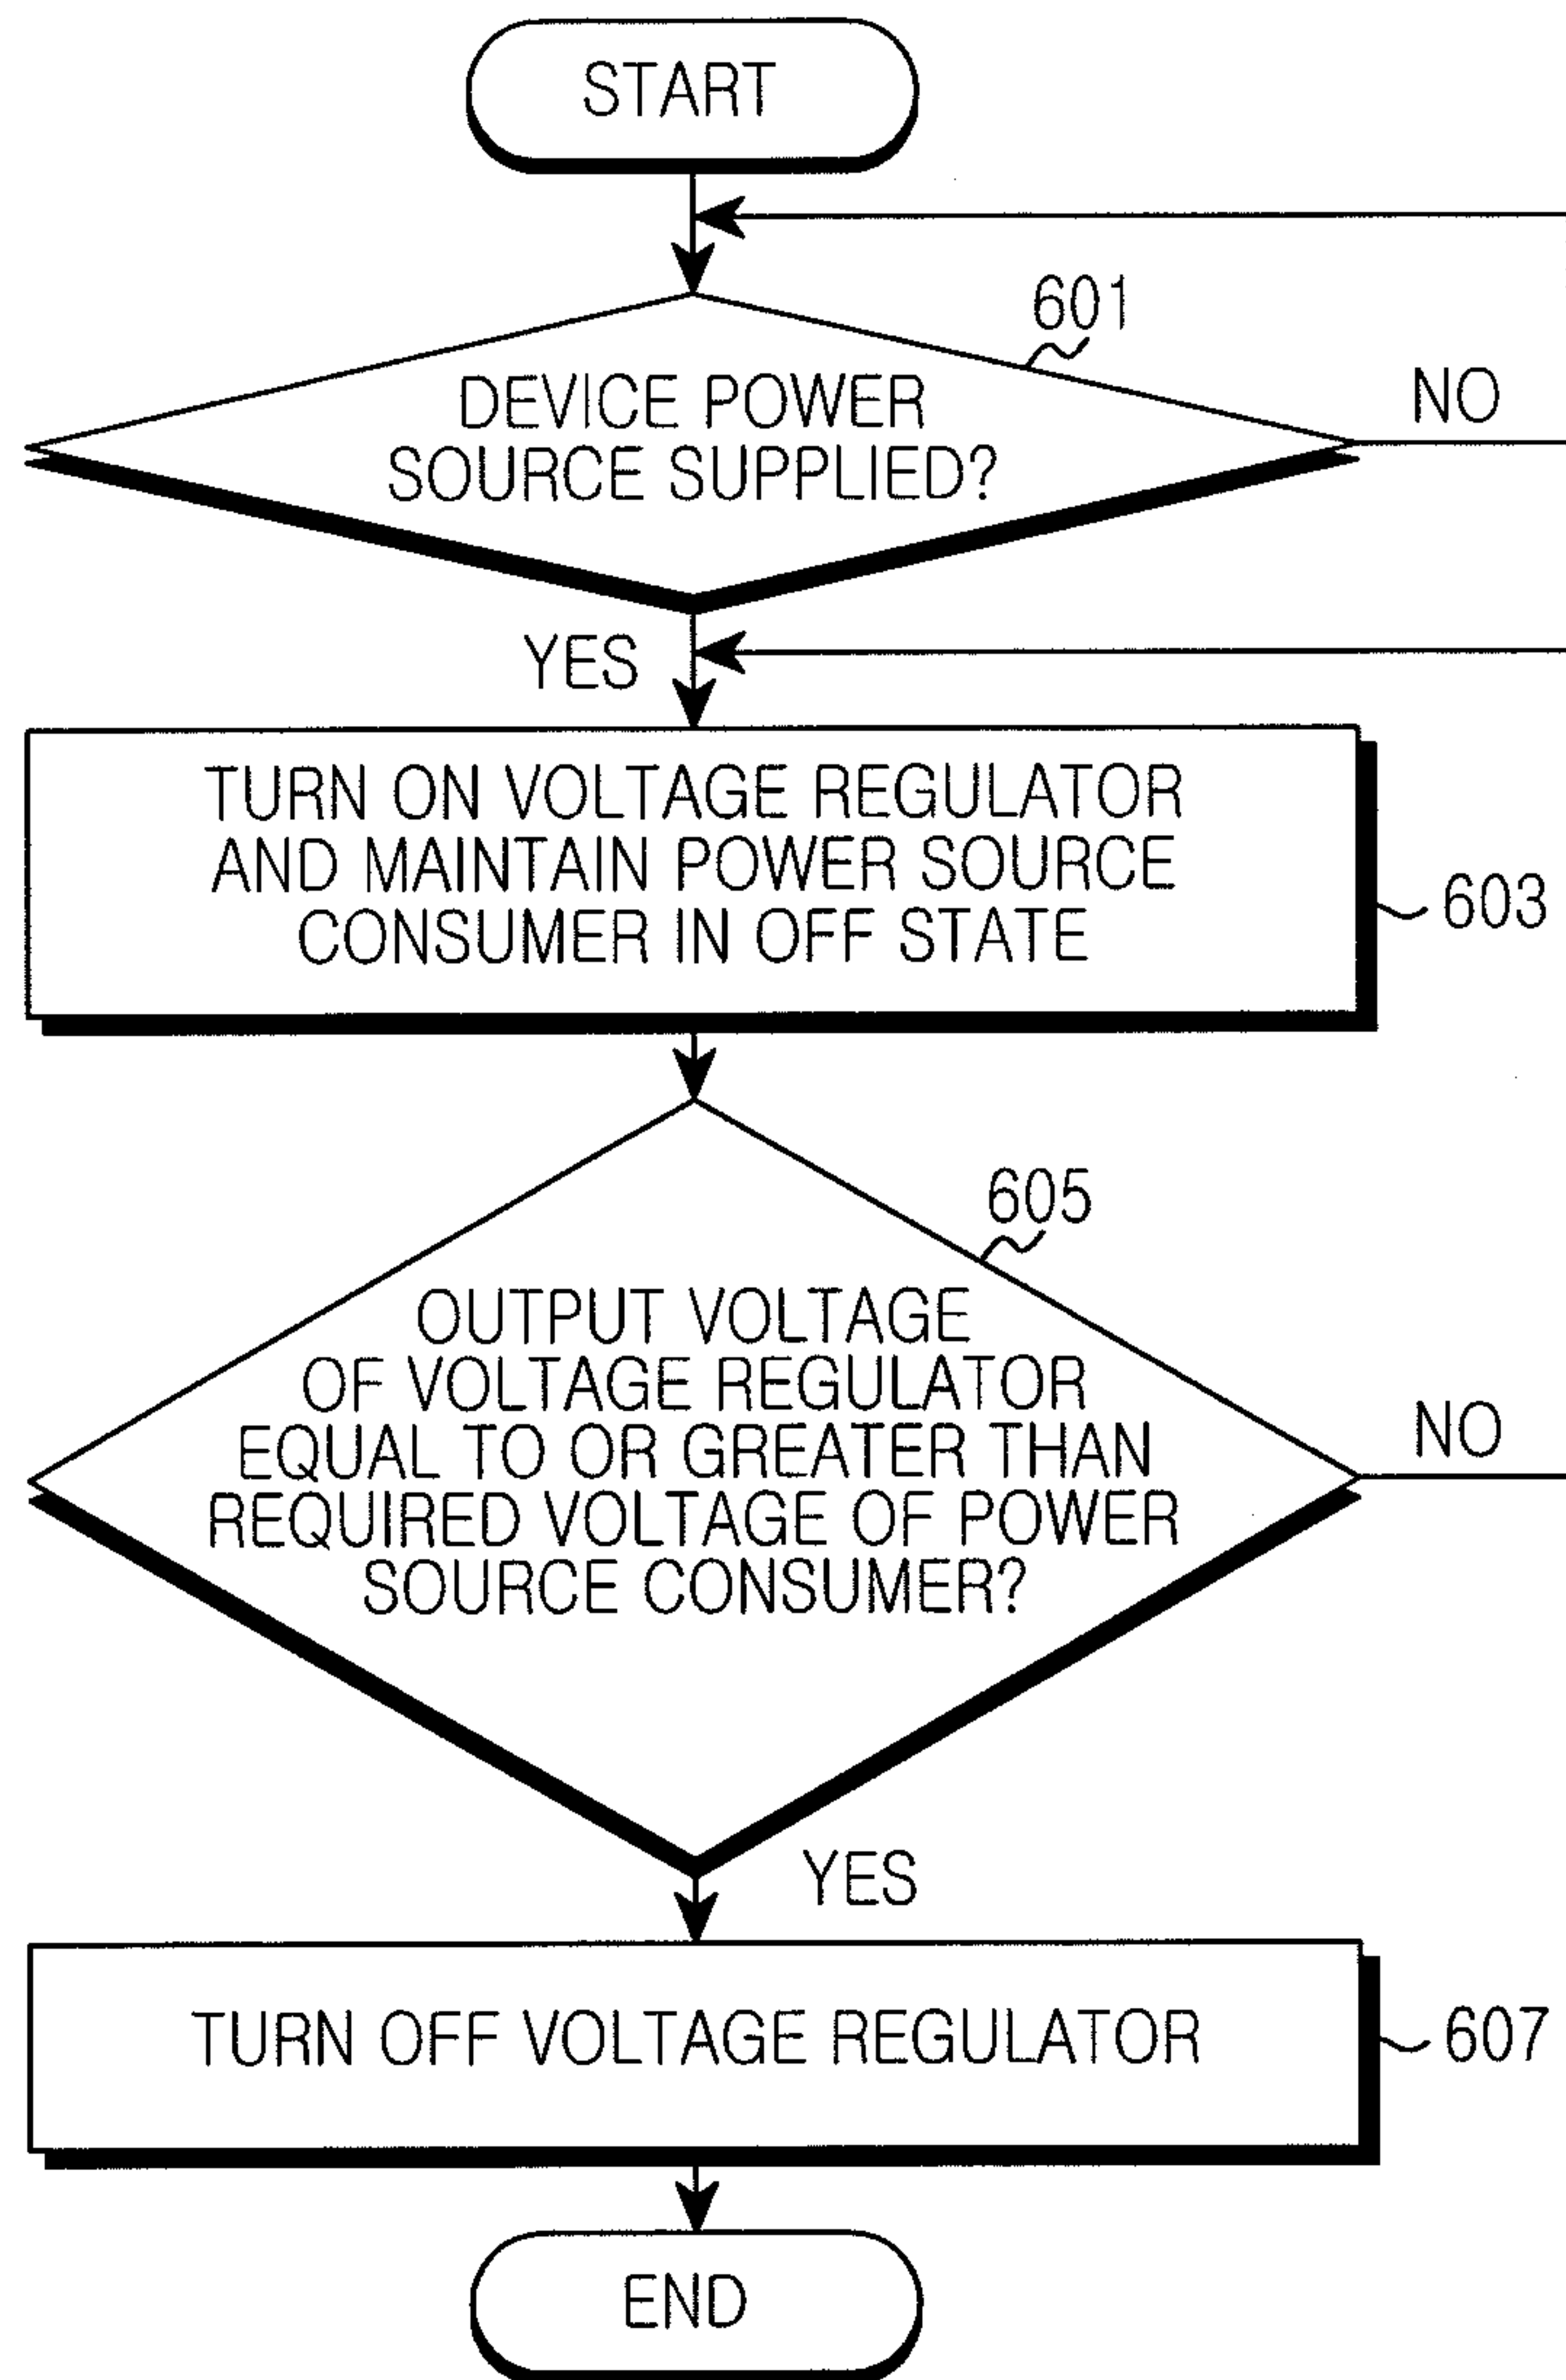 START
601
DEVICE POWER
SOURCE SUPPLIED?
NO
YES
TURN ON VOLTAGE REGULATOR
AND MAINTAIN POWER SOURCE
CONSUMER IN OFF STATE
603
605
OUTPUT VOLTAGE
OF VOLTAGE REGULATOR
EQUAL TO OR GREATER THAN
REQUIRED VOLTAGE OF POWER
SOURCE CONSUMER?
NO
YES
TURN OFF VOLTAGE REGULATOR
607
END